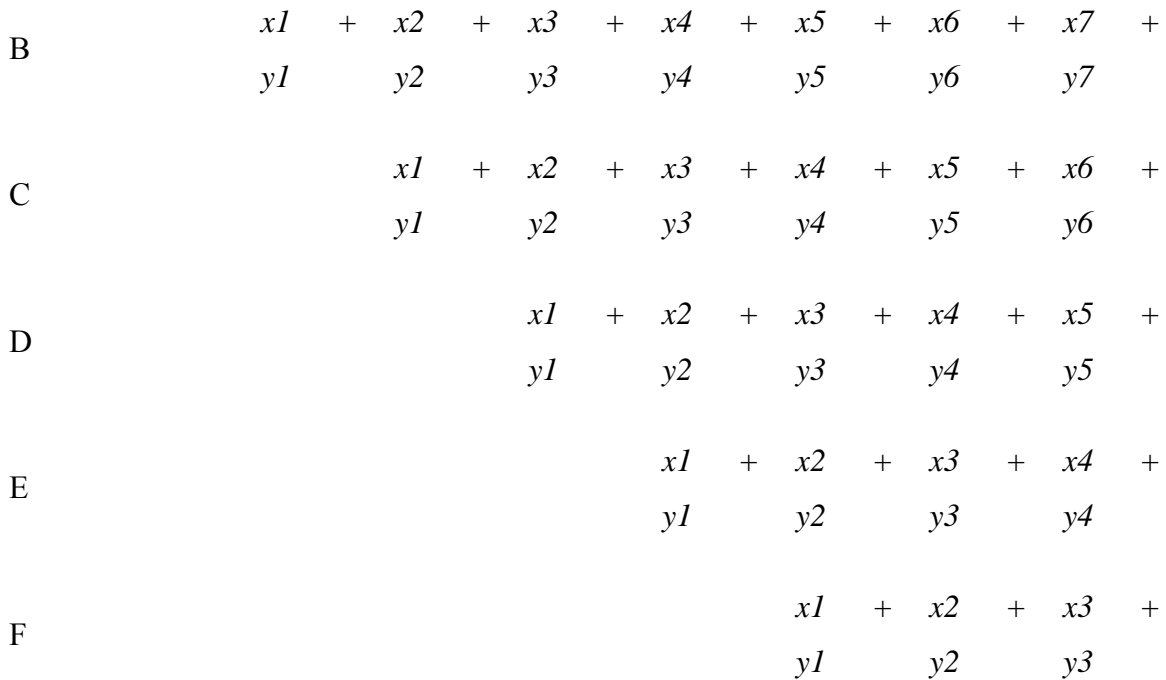 x1 + x2 + x3 + x4 + x5 + x6 + x7 +
B
y1 y2 y3 y4 y5 y6 y7
x1 + x2 + x3 + x4 + x5 + x6 +
C
y1 y2 y3 y4 y5 y6
x1 + x2 + x3 + x4 + x5 +
D
y1 y2 y3 y4 y5
x1 + x2 + x3 + x4 +
E
y1 y2 y3 y4
x1 + x2 + x3 +
F
y1 y2 y3